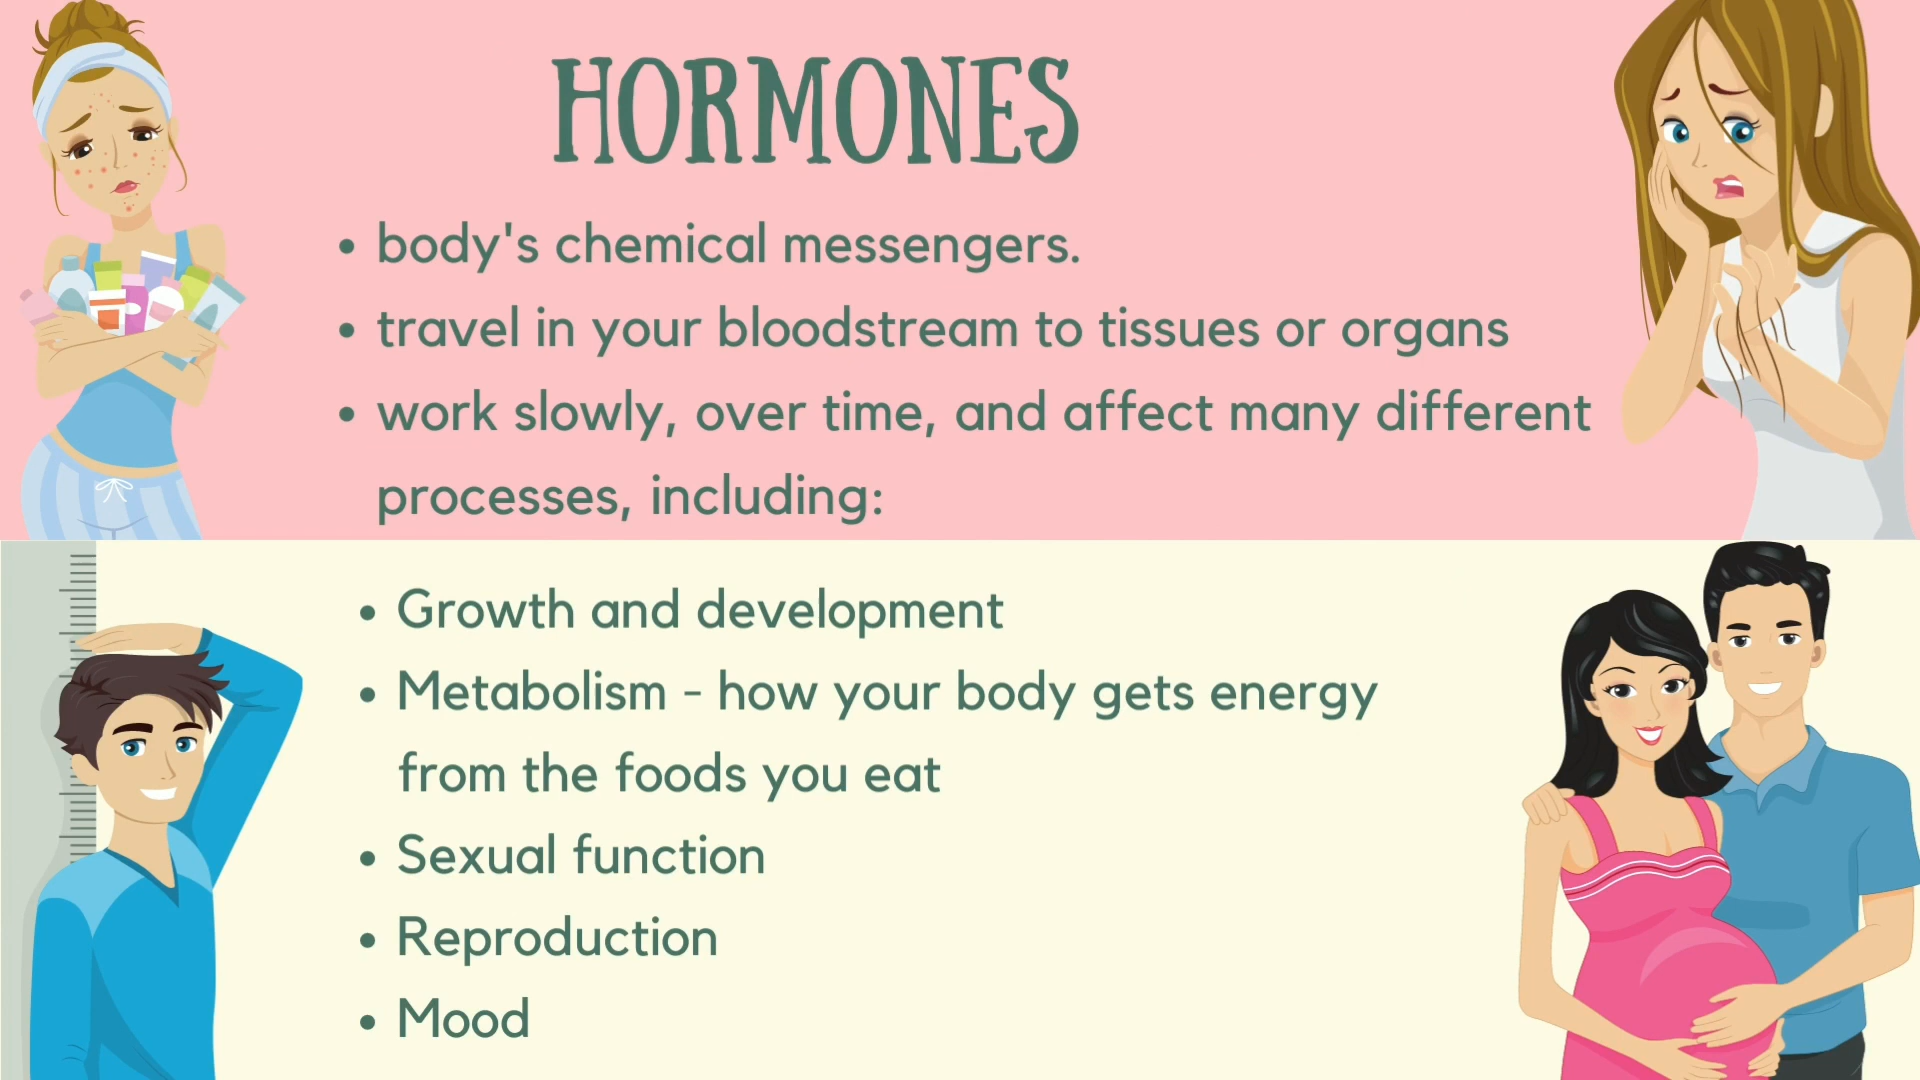 HORMONES
• body's chemical messengers.
• travel in your bloodstream to tissues or organs
• work slowly, over time, and affect many different
processes, including:
• Growth and development
• Metabolism - how your body gets energy
from the foods you eat
• Sexual function
• Reproduction
• Mood